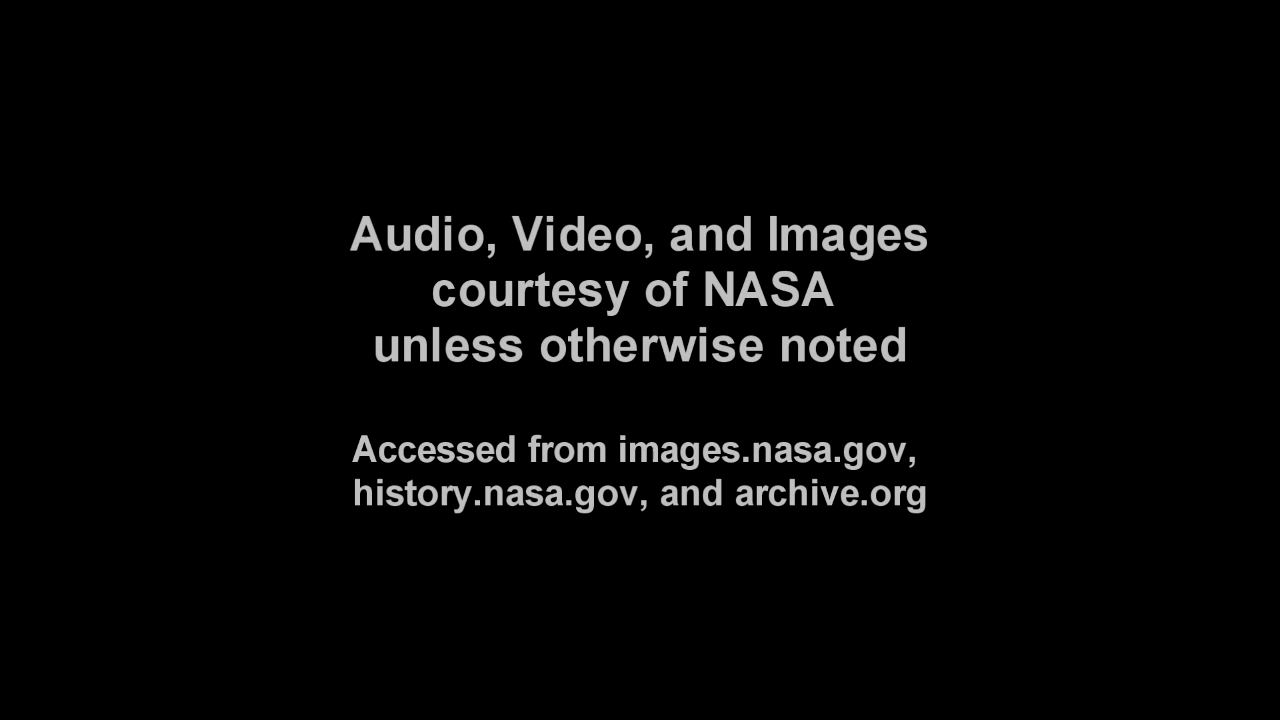 Audio, Video, and Images
courtesy of NASA
unless otherwise noted
Accessed from images.nasa.gov,
history.nasa.gov, and archive.org